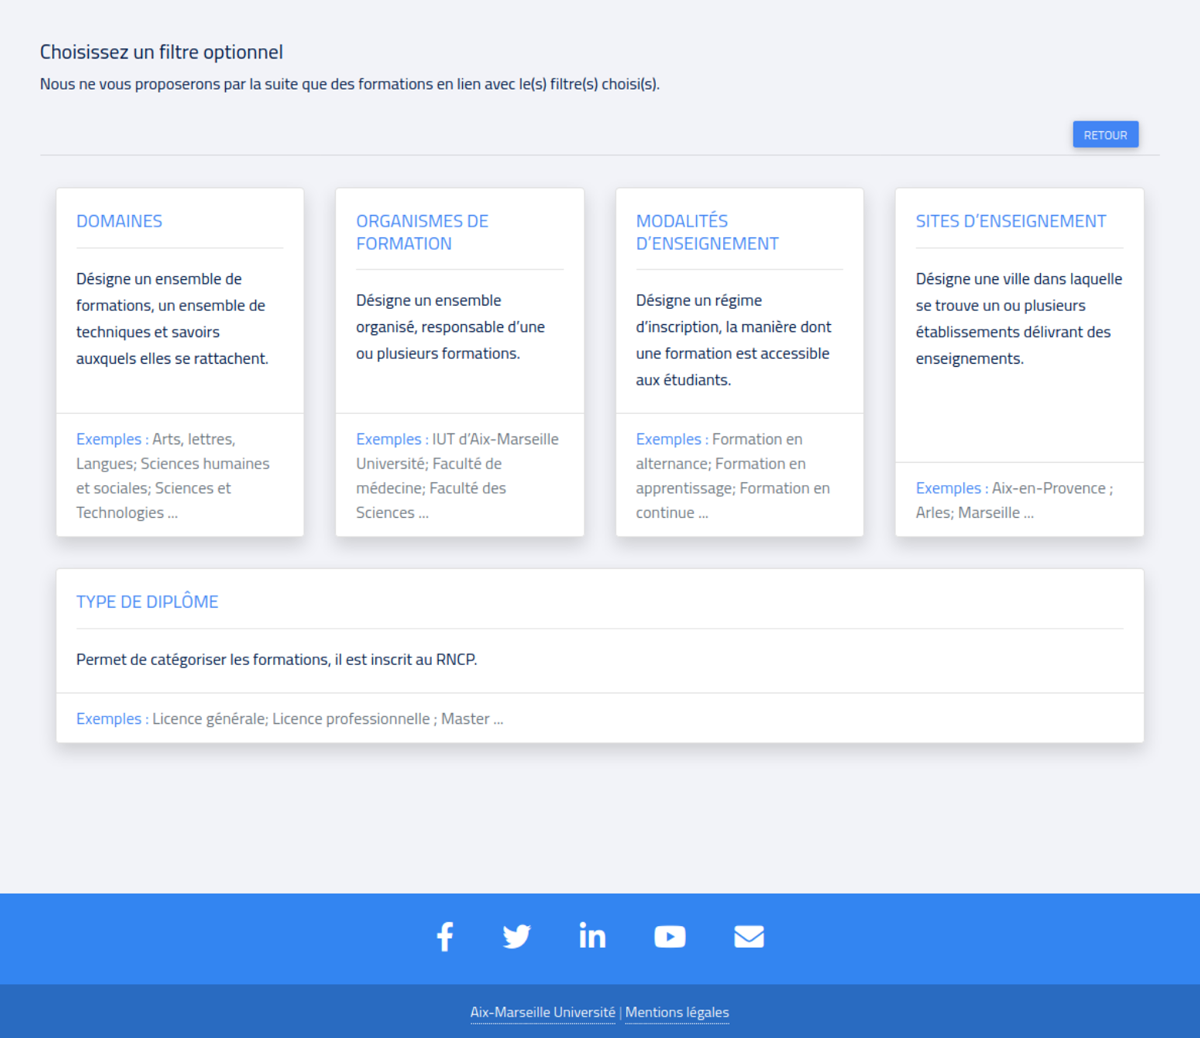 Choisissez un filtre optionnel
Nous ne vous proposerons par la suite que des formations en lien avec le(s) filtre(s) choisi(s).
RETOUR
DOMAINES
Désigne un ensemble de
formations, un ensemble de
techniques et savoirs
auxquels elles se rattachent.
Exemples : Arts, lettres,
Langues; Sciences humaines
et sociales; Sciences et
Technologies ...
ORGANISMES DE
FORMATION
Désigne un ensemble
organisé, responsable d’une
ou plusieurs formations.
Exemples : IUT d’Aix-Marseille
Université; Faculté de
médecine; Faculté des
Sciences ...
MODALITÉS
D’ENSEIGNEMENT
Désigne un régime
d’inscription, la manière dont
une formation est accessible
aux étudiants.
Exemples : Formation en
alternance; Formation en
apprentissage; Formation en
continue ...
SITES D’ENSEIGNEMENT
Désigne une ville dans laquelle
se trouve un ou plusieurs
établissements délivrant des
enseignements.
Exemples : Aix-en-Provence ;
Arles; Marseille ...
TYPE DE DIPLÔME
Permet de catégoriser les formations, il est inscrit au RNCP.
Exemples : Licence générale; Licence professionnelle ; Master ...
Aix-Marseille Université | Mentions légales